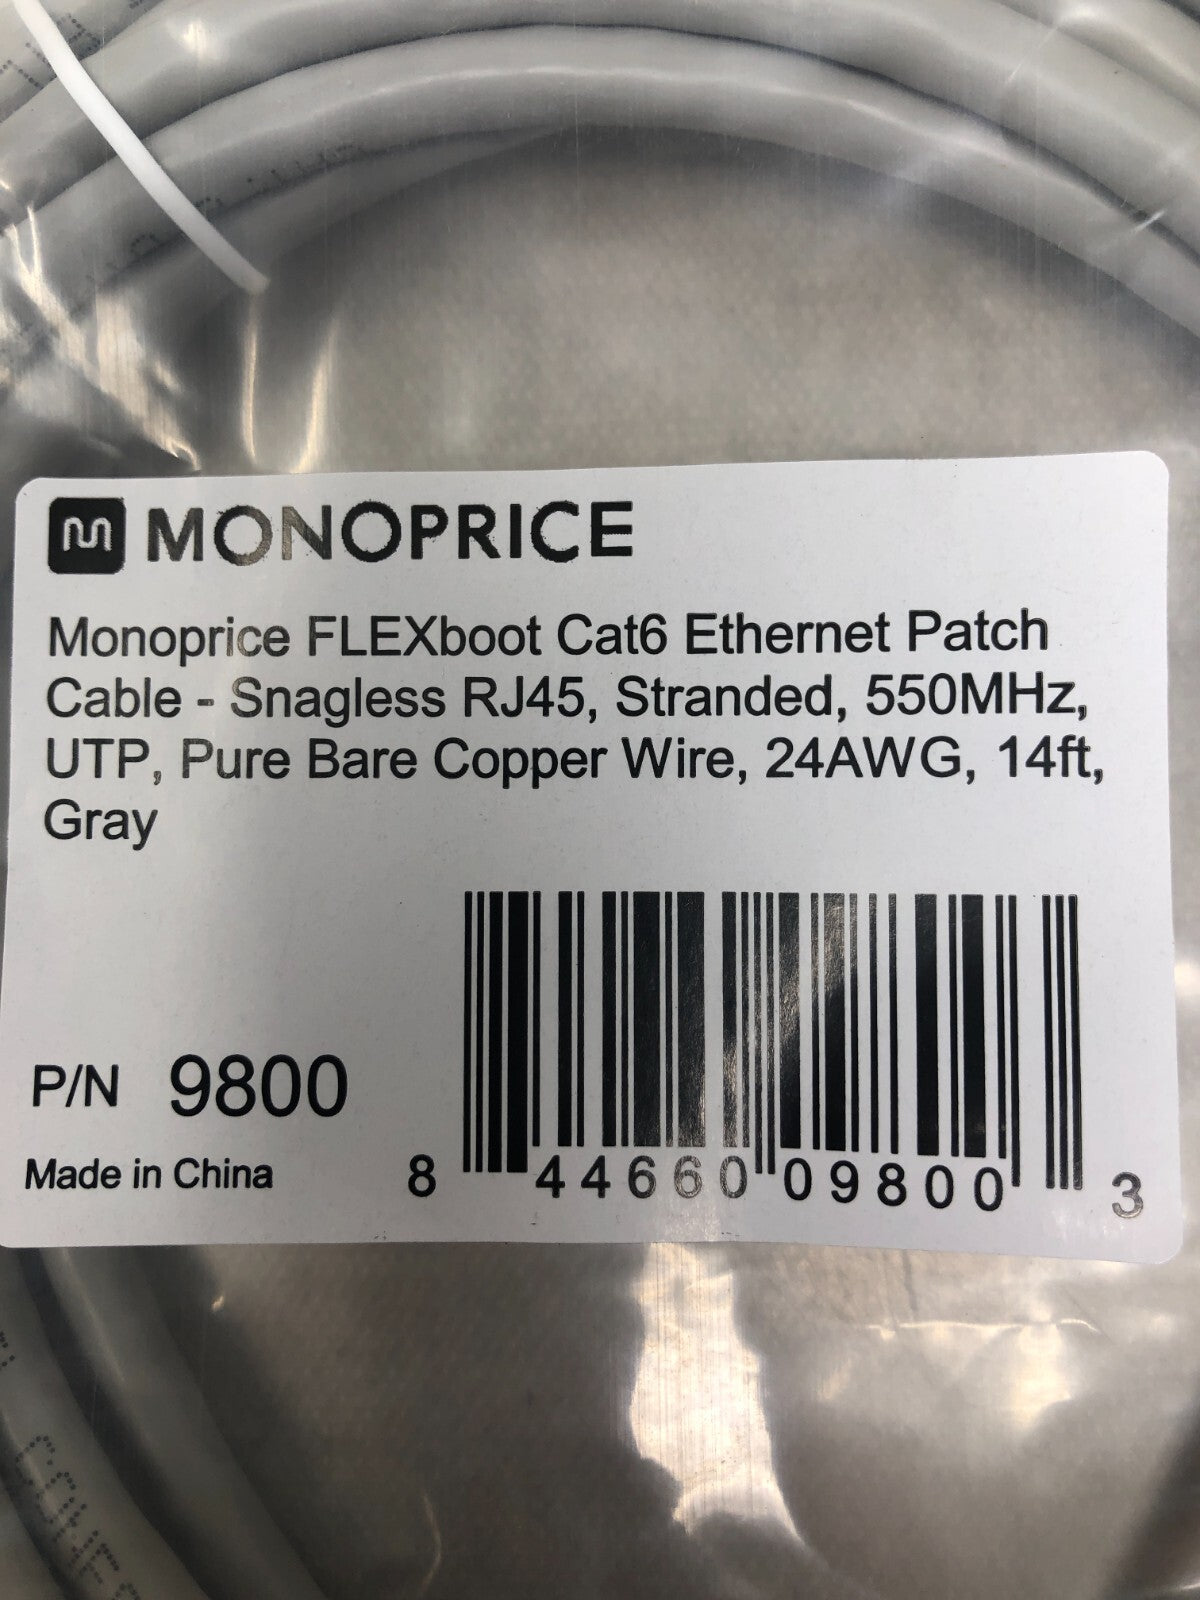 MONOPRICE
Monoprice FLEXboot Cat6 Ethernet Patch
Cable - Snagless RJ45, Stranded, 550MHz,
UTP, Pure Bare Copper Wire, 24AWG, 14ft,
Gray
P/N 9800
Made in China
8 44660 09800 3